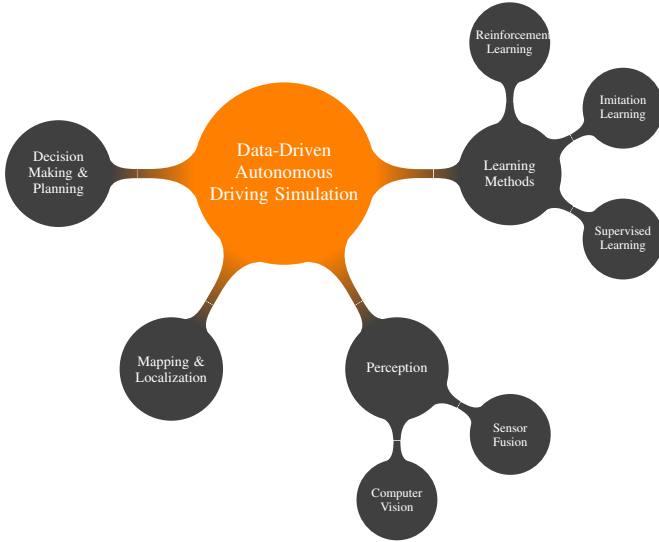 Reinforcement
Learning
Imitation
Learning
Data-Driven
Autonomous
Driving Simulation
Decision
Making &
Planning
Learning
Methods
Supervised
Learning
Mapping &
Localization
Perception
Sensor
Fusion
Computer
Vision